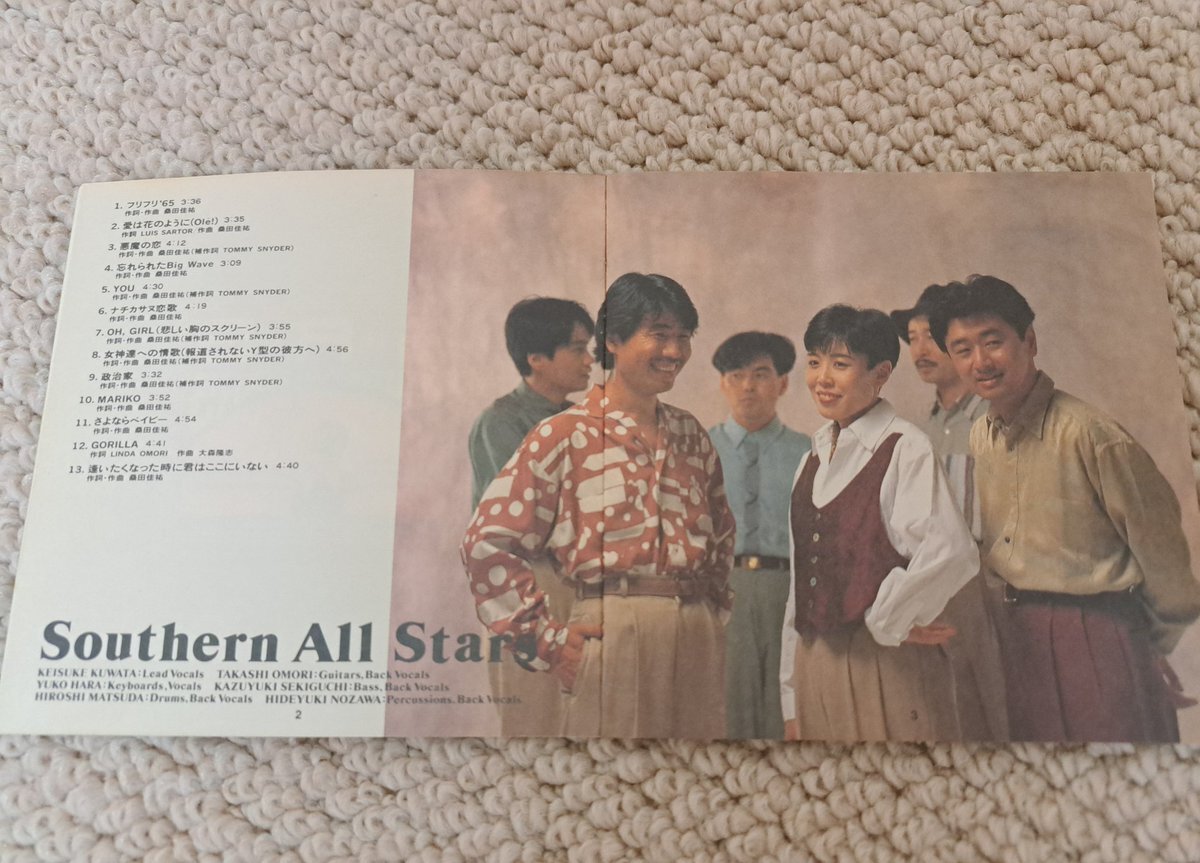 1. フリフリ'65 3:36
作詞・作曲 桑田佳祐
2. 愛は花のように(Ole!) 3:35
作詞 LUIS SARTOR 作曲 桑田佳祐
3. 悪魔の恋 4:12
作詞・作曲 桑田佳祐(補作詞 TOMMY SNYDER)
4. 忘れられたBig Wave 3:09
作詞・作曲 桑田佳祐
5. YOU 4:30
作詞・作曲 桑田佳祐(補作詞 TOMMY SNYDER)
6. ナチカサヌ恋歌 4:19
作詞・作曲 桑田佳祐
7. OH, GIRL(悲しい胸のスクリーン) 3:55
作詞・作曲 桑田佳祐(補作詞 TOMMY SNYDER)
8. 女神達への情歌(報道されないY型の彼方へ) 4:56
作詞・作曲 桑田佳祐(補作詞 TOMMY SNYDER)
9. 政治家 3:32
作詞・作曲 桑田佳祐(補作詞 TOMMY SNYDER)
10. MARIKO 3:52
作詞・作曲 桑田佳祐
11. さよならベイビー 4:54
作詞・作曲 桑田佳祐
12. GORILLA 4:41
作詞 LINDA OMORI 作曲 大森隆志
13. 逢いたくなった時に君はここにいない 4:40
作詞・作曲 桑田佳祐
Southern All Stars
KEISUKE KUWATA:Lead Vocals TAKASHI OMORI:Guitars, Back Vocals
YUKO HARA:Keyboards, Vocals KAZUYUKI SEKIGUCHI:Bass, Back Vocals
HIROSHI MATSUDA:Drums, Back Vocals HIDEYUKI NOZAWA:Percussions, Back Vocals
2
3